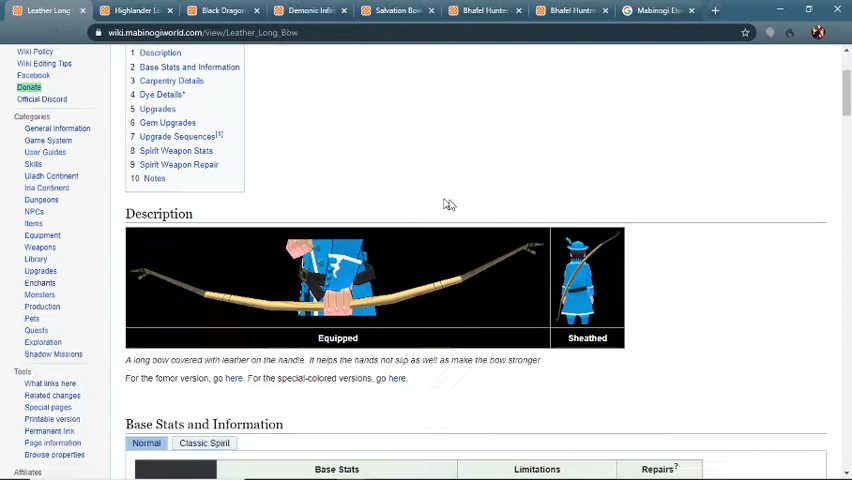 Leather Long
Highlander Lo
Black Dragon
Demonic Infin
Salvation Bow
Bhafel Hunter
Bhafel Huntre
Mabinogi Da
wiki.mabinogiworld.com/view/Leather_Long_Bow
Wiki Policy
Wiki Editing Tips
Facebook
Donate
Official Discord
Categories
General Information
Game System
User Guides
Skills
Uladh Continent
Iria Continent
Dungeons
NPCs
Items
Equipment
Weapons
Library
Upgrades
Enchants
Monsters
Production
Pets
Quests
Exploration
Shadow Missions
Tools
What links here
Related changes
Special pages
Printable version
Permanent link
Page information
Browse properties
Affiliates
1 Description
2 Base Stats and Information
3 Carpentry Details
4 Dye Details*
5 Upgrades
6 Gem Upgrades
7 Upgrade Sequences[1]
8 Spirit Weapon Stats
9 Spirit Weapon Repair
10 Notes
Description
Equipped
Sheathed
A long bow covered with leather on the handle. It helps the hands not slip as well as make the bow stronger
For the fomor version, go here. For the special-colored versions, go here.
Base Stats and Information
Normal
Classic Spirit
Base Stats
Limitations
Repairs?